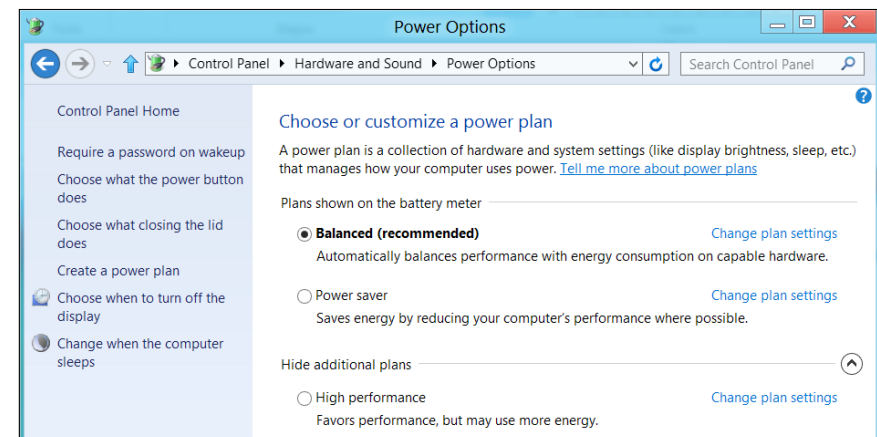 Power Options
Control Panel Hardware and Sound Power Options
Search Control Panel
Control Panel Home
Require a password on wakeup
Choose what the power button
does
Choose what closing the lid
does
Create a power plan
Choose when to turn off the
display
Change when the computer
sleeps
Choose or customize a power plan
A power plan is a collection of hardware and system settings (like display brightness, sleep, etc.)
that manages how your computer uses power. Tell me more about power plans
Plans shown on the battery meter
Balanced (recommended) Change plan settings
Automatically balances performance with energy consumption on capable hardware.
Power saver Change plan settings
Saves energy by reducing your computer's performance where possible.
Hide additional plans
High performance Change plan settings
Favors performance, but may use more energy.